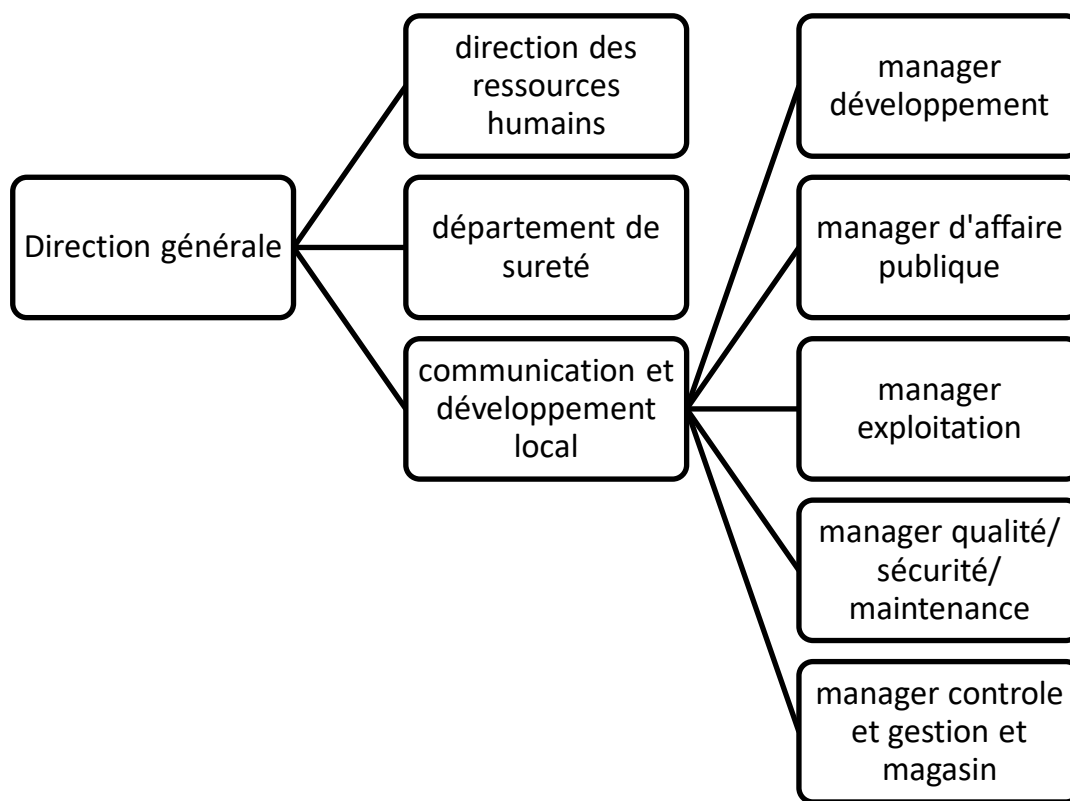 Direction générale
direction des
ressources
humains
département de
sureté
communication et
développement
local
manager
développement
manager d'affaire
publique
manager
exploitation
manager qualité/
sécurité/
maintenance
manager controle
et gestion et
magasin